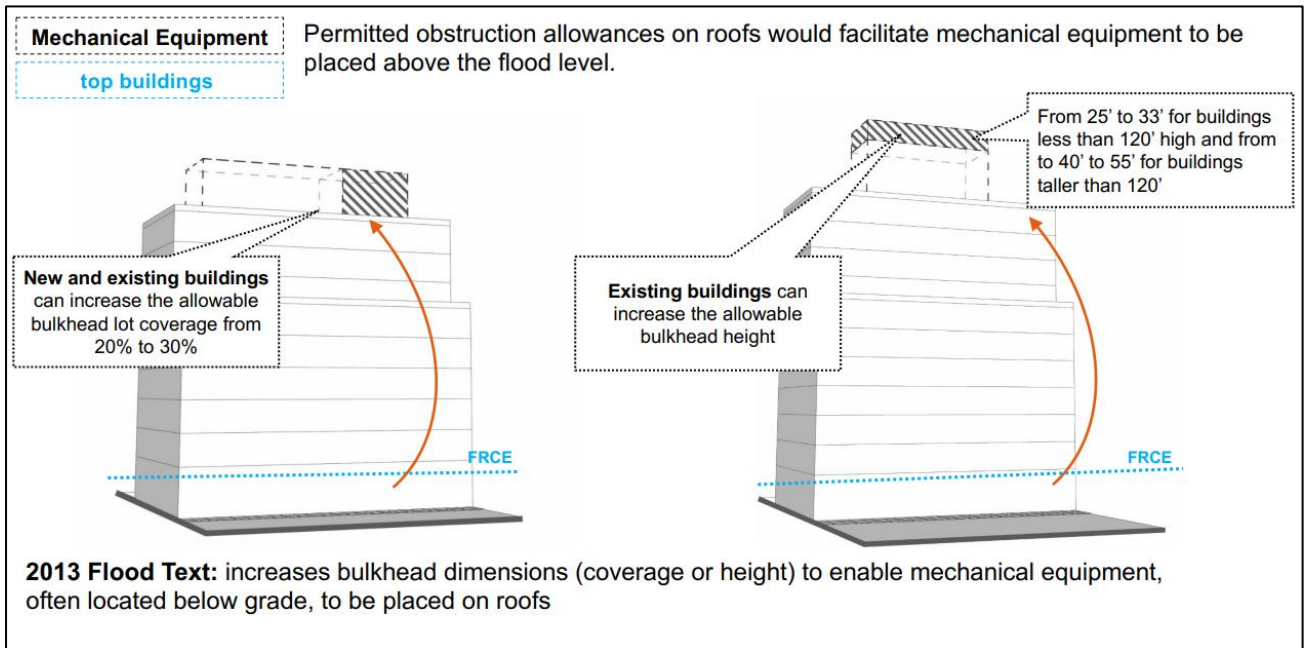 Mechanical Equipment
top buildings
Permitted obstruction allowances on roofs would facilitate mechanical equipment to be
placed above the flood level.
From 25’ to 33’ for buildings
less than 120’ high and from
to 40’ to 55’ for buildings
taller than 120’
New and existing buildings
can increase the allowable
bulkhead lot coverage from
20% to 30%
Existing buildings can
increase the allowable
bulkhead height
FRCE
FRCE
2013 Flood Text: increases bulkhead dimensions (coverage or height) to enable mechanical equipment,
often located below grade, to be placed on roofs